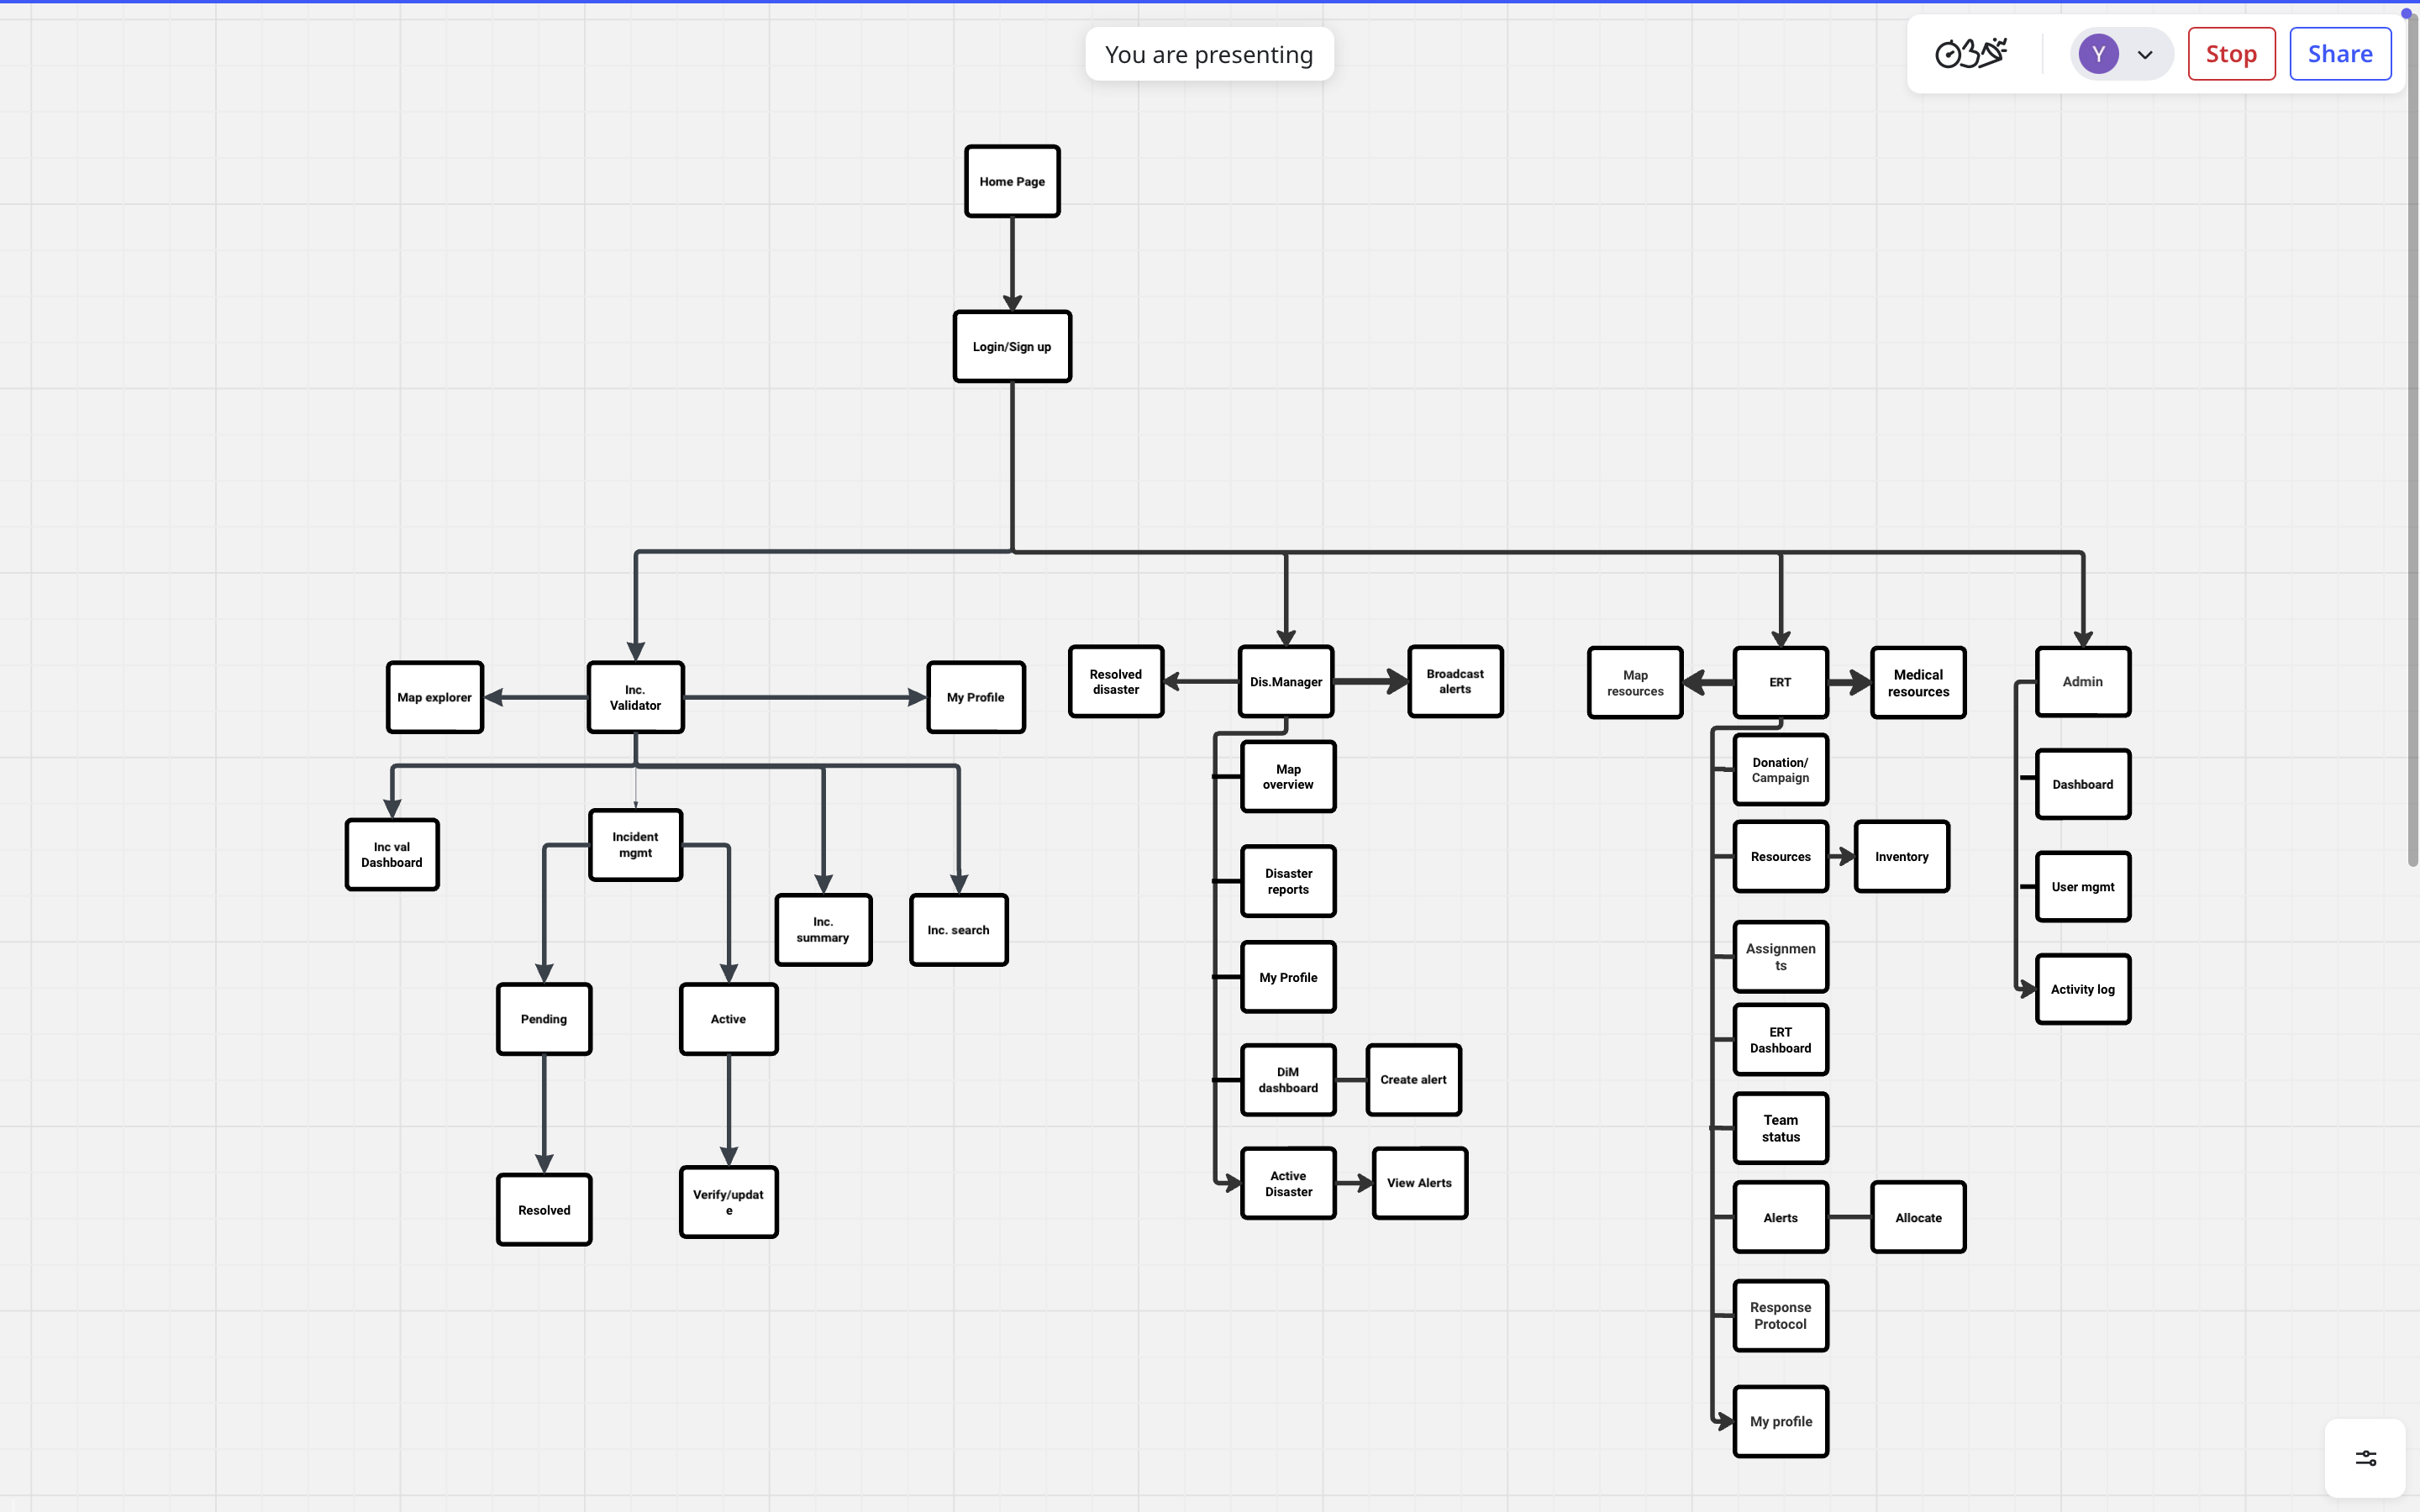 You are presenting
Y
Stop
Share
Home Page
Login/Sign up
Map explorer
Inc.
Validator
My Profile
Inc val
Dashboard
Incident
mgmt
Inc.
summary
Inc. search
Pending
Active
Resolved
Verify/updat
e
Resolved
disaster
Dis.Manager
Broadcast
alerts
Map
overview
Disaster
reports
My Profile
DiM
dashboard
Create alert
Active
Disaster
View Alerts
Map
resources
ERT
Medical
resources
Donation/
Campaign
Resources
Inventory
Assignmen
ts
ERT
Dashboard
Team
status
Alerts
Allocate
Response
Protocol
My profile
Admin
Dashboard
User mgmt
Activity log